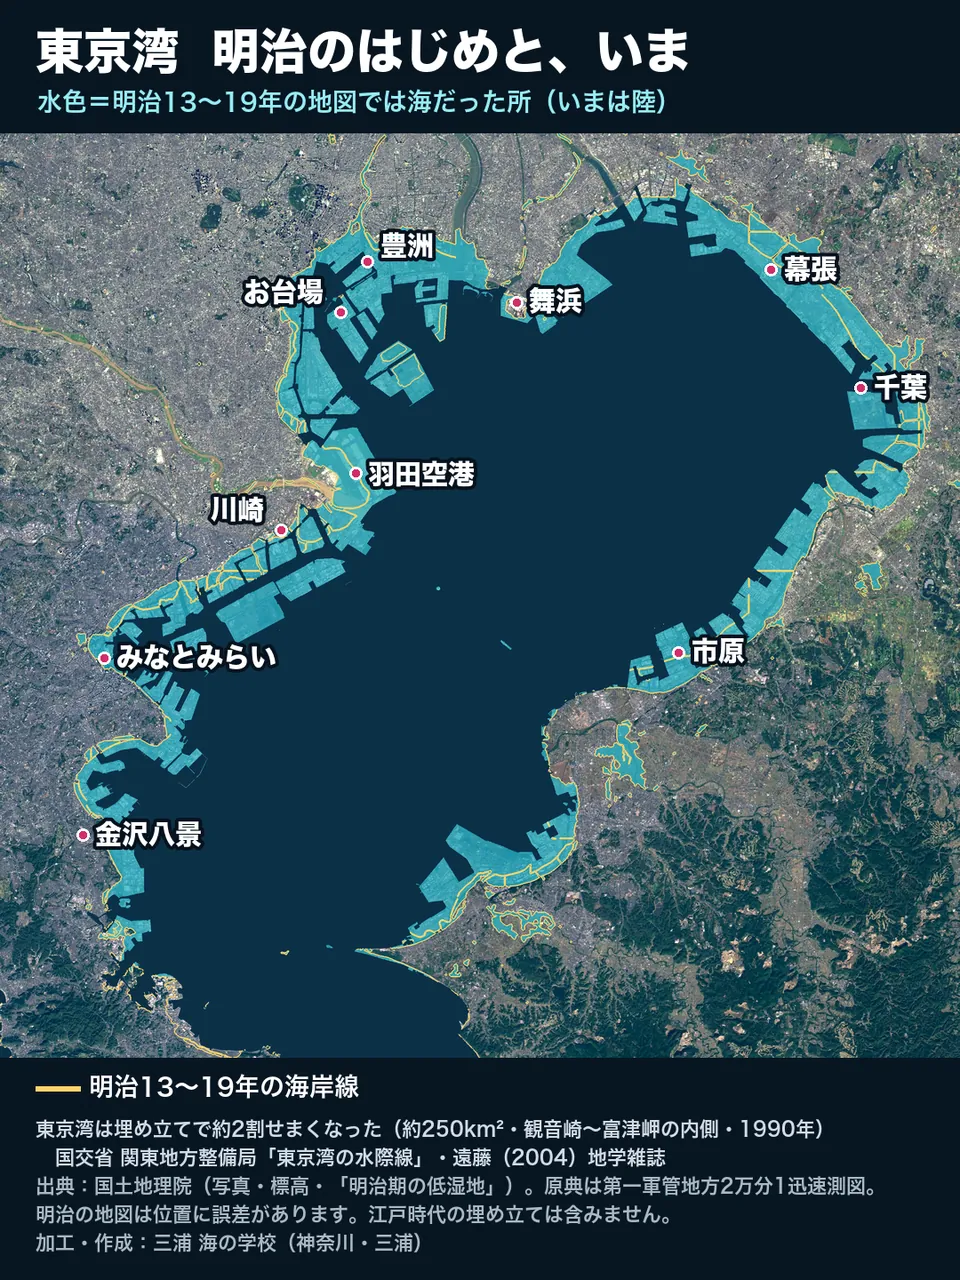 東京湾 明治のはじめと、いま
水色＝明治13〜19年の地図では海だった所（いまは陸）
豊洲
お台場
舞浜
幕張
千葉
羽田空港
川崎
みなとみらい
市原
金沢八景
明治13〜19年の海岸線
東京湾は埋め立てで約2割せまくなった（約250km²・観音崎〜富津岬の内側・1990年）
国交省 関東地方整備局「東京湾の水際線」・遠藤（2004）地学雑誌
出典：国土地理院（写真・標高・「明治期の低湿地」）。原典は第一軍管地方2万分1迅速測図。
明治の地図は位置に誤差があります。江戸時代の埋め立ては含みません。
加工・作成：三浦 海の学校（神奈川・三浦）